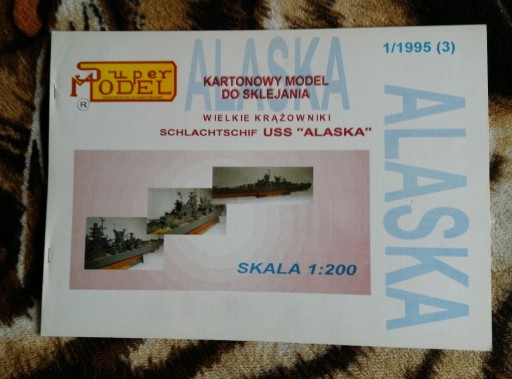 Super
MODEL
®
ALASKA
1/1995 (3)
KARTONOWY MODEL
DO SKLEJANIA
WIELKIE KRĄŻOWNIKI
SCHLACHTSCHIF USS "ALASKA"
ALASKA
SKALA 1:200